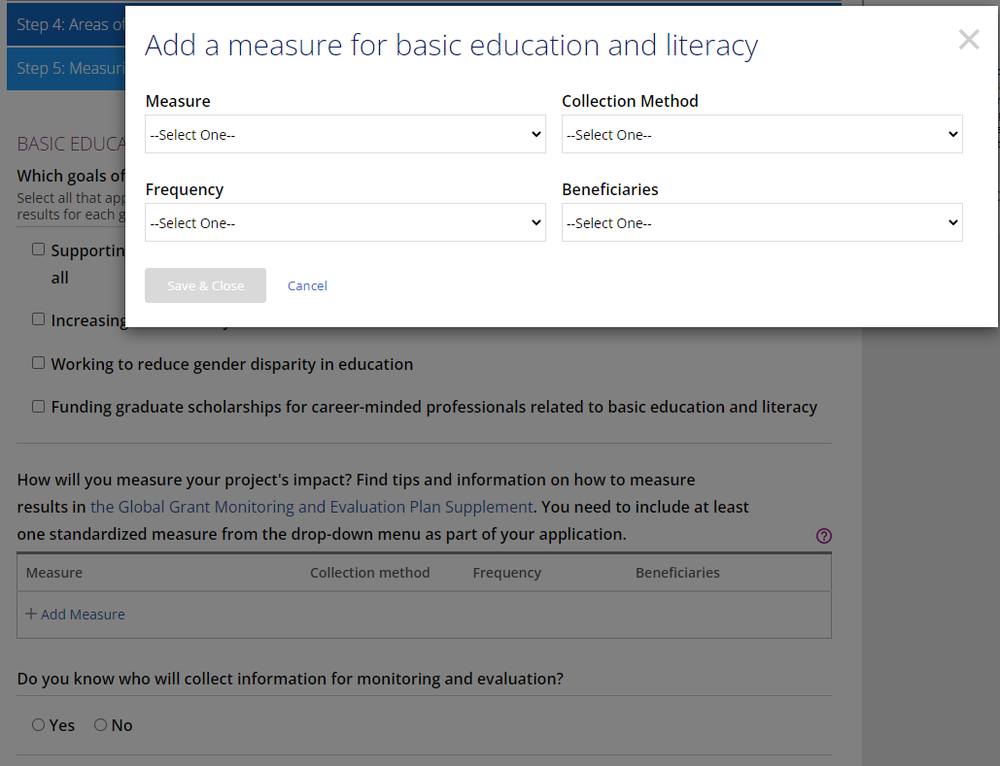 Step 4: Areas of
Step 5: Measuri
Add a measure for basic education and literacy
Measure
Collection Method
--Select One--
--Select One--
Frequency
Beneficiaries
--Select One--
--Select One--
Save & Close
Cancel
BASIC EDUCA
Which goals of
Select all that app
results for each g
Supportin
all
Increasing
Working to reduce gender disparity in education
Funding graduate scholarships for career-minded professionals related to basic education and literacy
How will you measure your project's impact? Find tips and information on how to measure
results in the Global Grant Monitoring and Evaluation Plan Supplement. You need to include at least
one standardized measure from the drop-down menu as part of your application.
Measure Collection method Frequency Beneficiaries
+ Add Measure
Do you know who will collect information for monitoring and evaluation?
Yes No